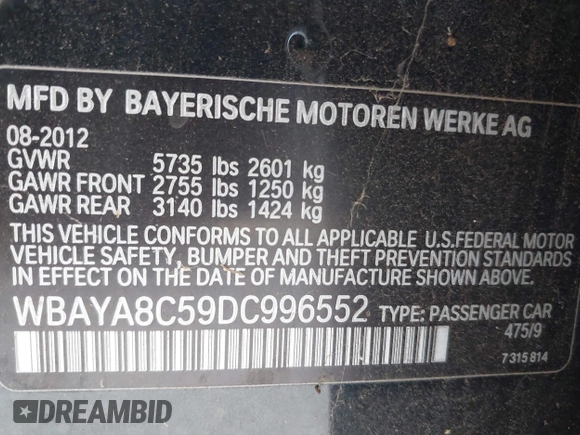 MFD BY BAYERISCHE MOTOREN WERKE AG
08-2012
GVWR 5735 lbs 2601 kg
GAWR FRONT 2755 lbs 1250 kg
GAWR REAR 3140 lbs 1424 kg
THIS VEHICLE CONFORMS TO ALL APPLICABLE U.S.FEDERAL MOTOR
VEHICLE SAFETY, BUMPER AND THEFT PREVENTION STANDARDS
IN EFFECT ON THE DATE OF MANUFACTURE SHOWN ABOVE.
WBAYA8C59DC996552 TYPE: PASSENGER CAR
475/9
7 315 814
DREAMBID